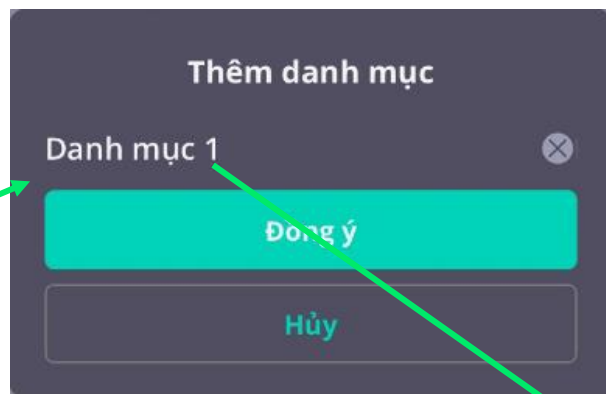 Thêm danh mục
Danh mục 1
Đồng ý
Hủy